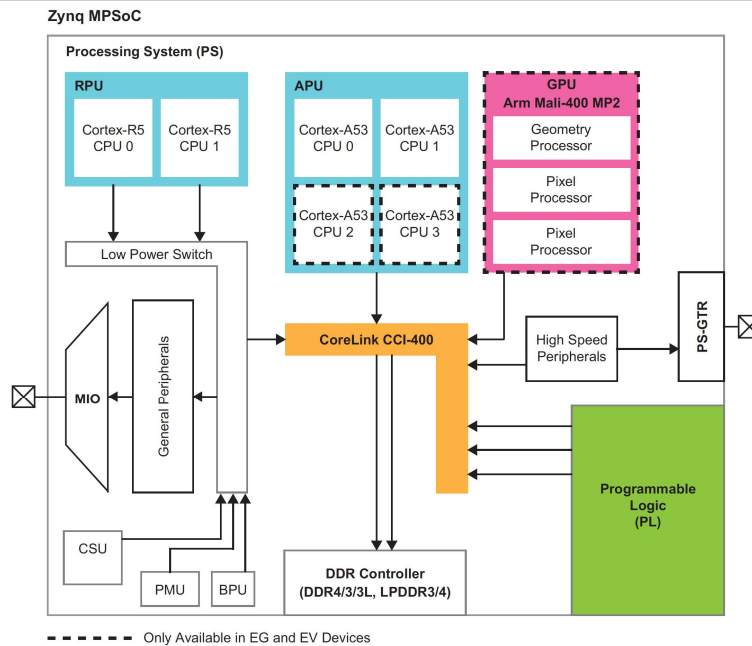 Zynq MPSoC
Processing System (PS)
RPU
Cortex-R5
CPU 0
Cortex-R5
CPU 1
APU
Cortex-A53
CPU 0
Cortex-A53
CPU 1
Cortex-A53
CPU 2
Cortex-A53
CPU 3
GPU
Arm Mali-400 MP2
Geometry
Processor
Pixel
Processor
Pixel
Processor
Low Power Switch
CoreLink CCI-400
High Speed
Peripherals
PS-GTR
MIO
General Peripherals
Programmable
Logic
(PL)
CSU
PMU
BPU
DDR Controller
(DDR4/3/3L, LPDDR3/4)
Only Available in EG and EV Devices